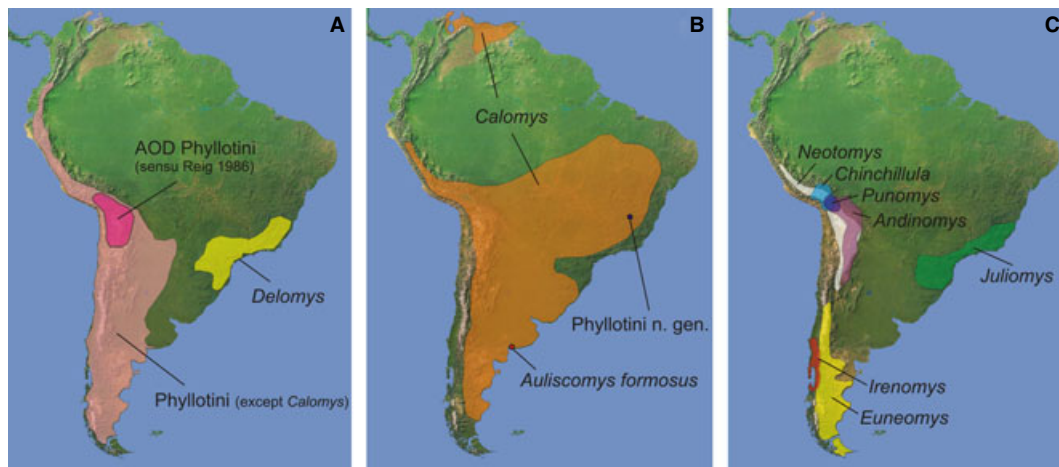 A
AOD Phyllotini
(sensu Reig 1986)
Delomys
Phyllotini (except Calomys)
B
Calomys
Phyllotini n. gen.
Auliscomys formosus
C
Neotomys
Chinchillula
Punomys
Andinomys
Juliomys
Irenomys
Euneomys